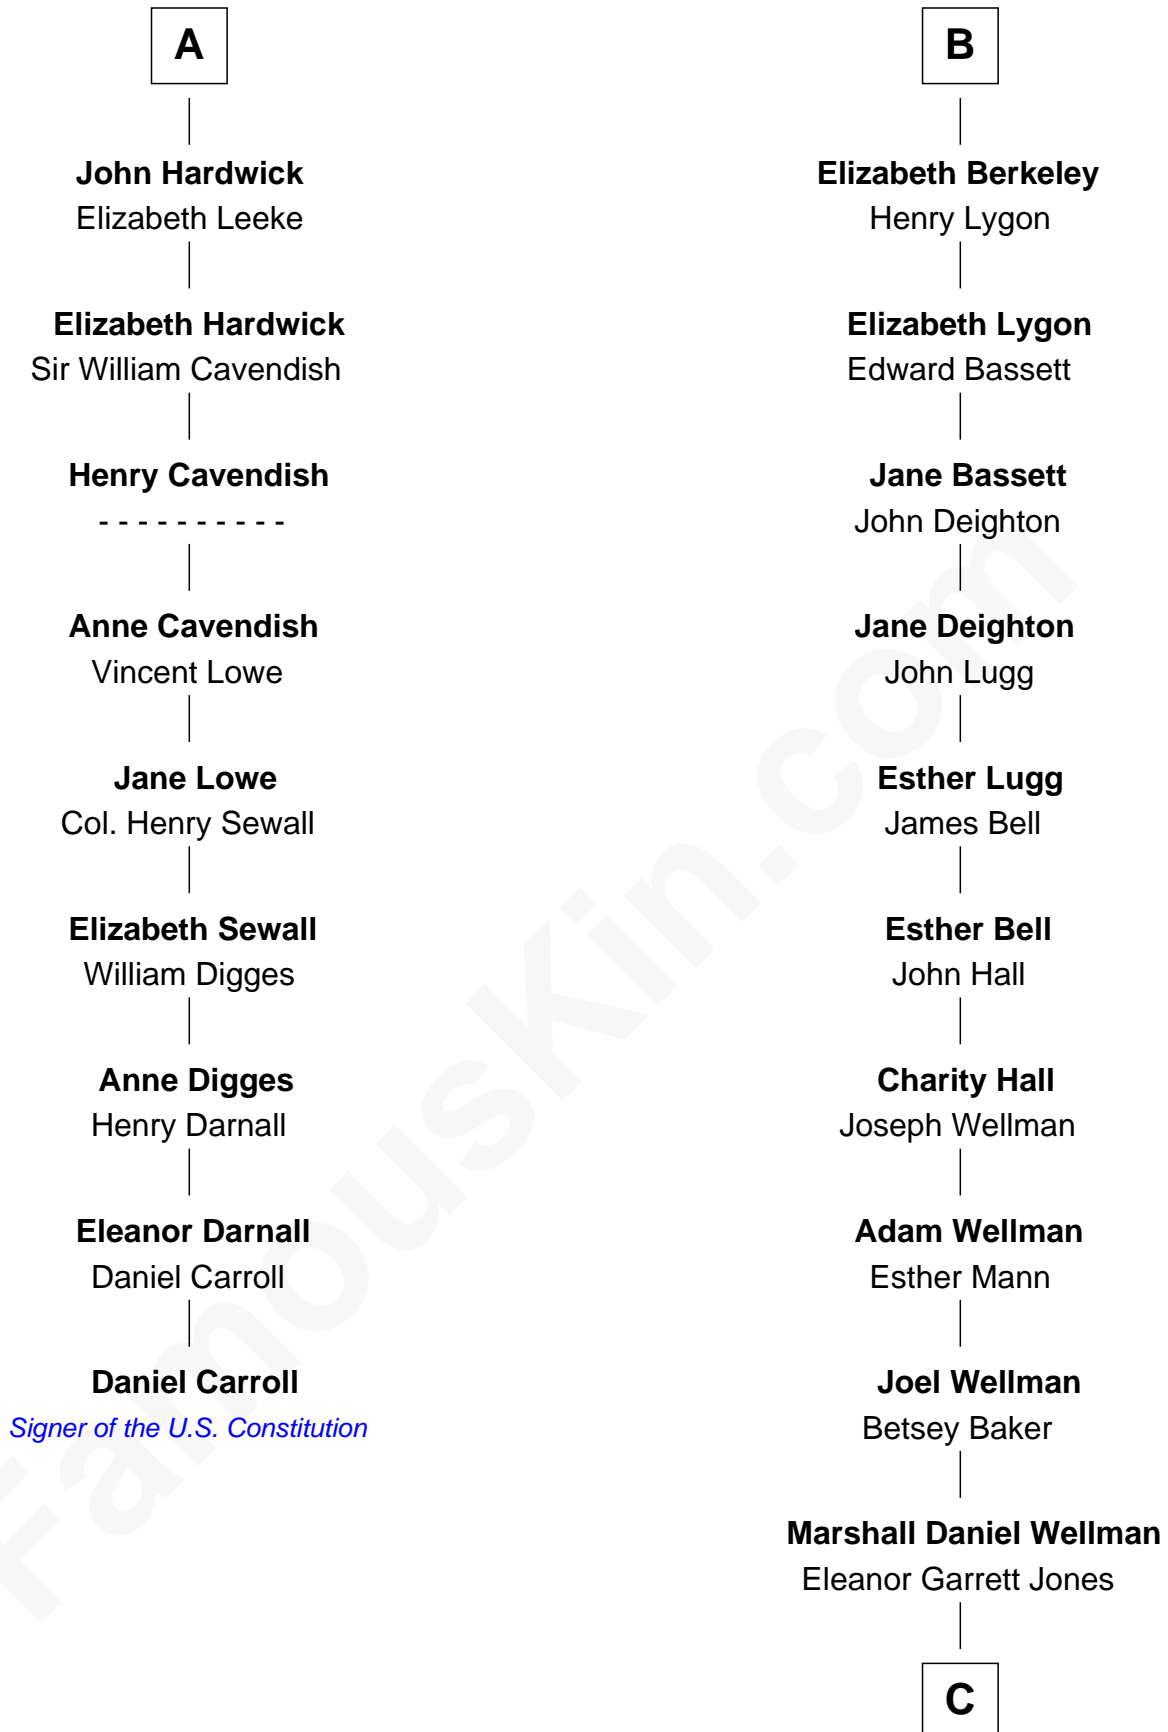 A
John Hardwick
Elizabeth Leeke
Elizabeth Hardwick
Sir William Cavendish
Henry Cavendish
- - - - - - - - - -
Anne Cavendish
Vincent Lowe
Jane Lowe
Col. Henry Sewall
Elizabeth Sewall
William Digges
Anne Digges
Henry Darnall
Eleanor Darnall
Daniel Carroll
Daniel Carroll
Signer of the U.S. Constitution
B
Elizabeth Berkeley
Henry Lygon
Elizabeth Lygon
Edward Bassett
Jane Bassett
John Deighton
Jane Deighton
John Lugg
Esther Lugg
James Bell
Esther Bell
John Hall
Charity Hall
Joseph Wellman
Adam Wellman
Esther Mann
Joel Wellman
Betsey Baker
Marshall Daniel Wellman
Eleanor Garrett Jones
C
FamousKin.com